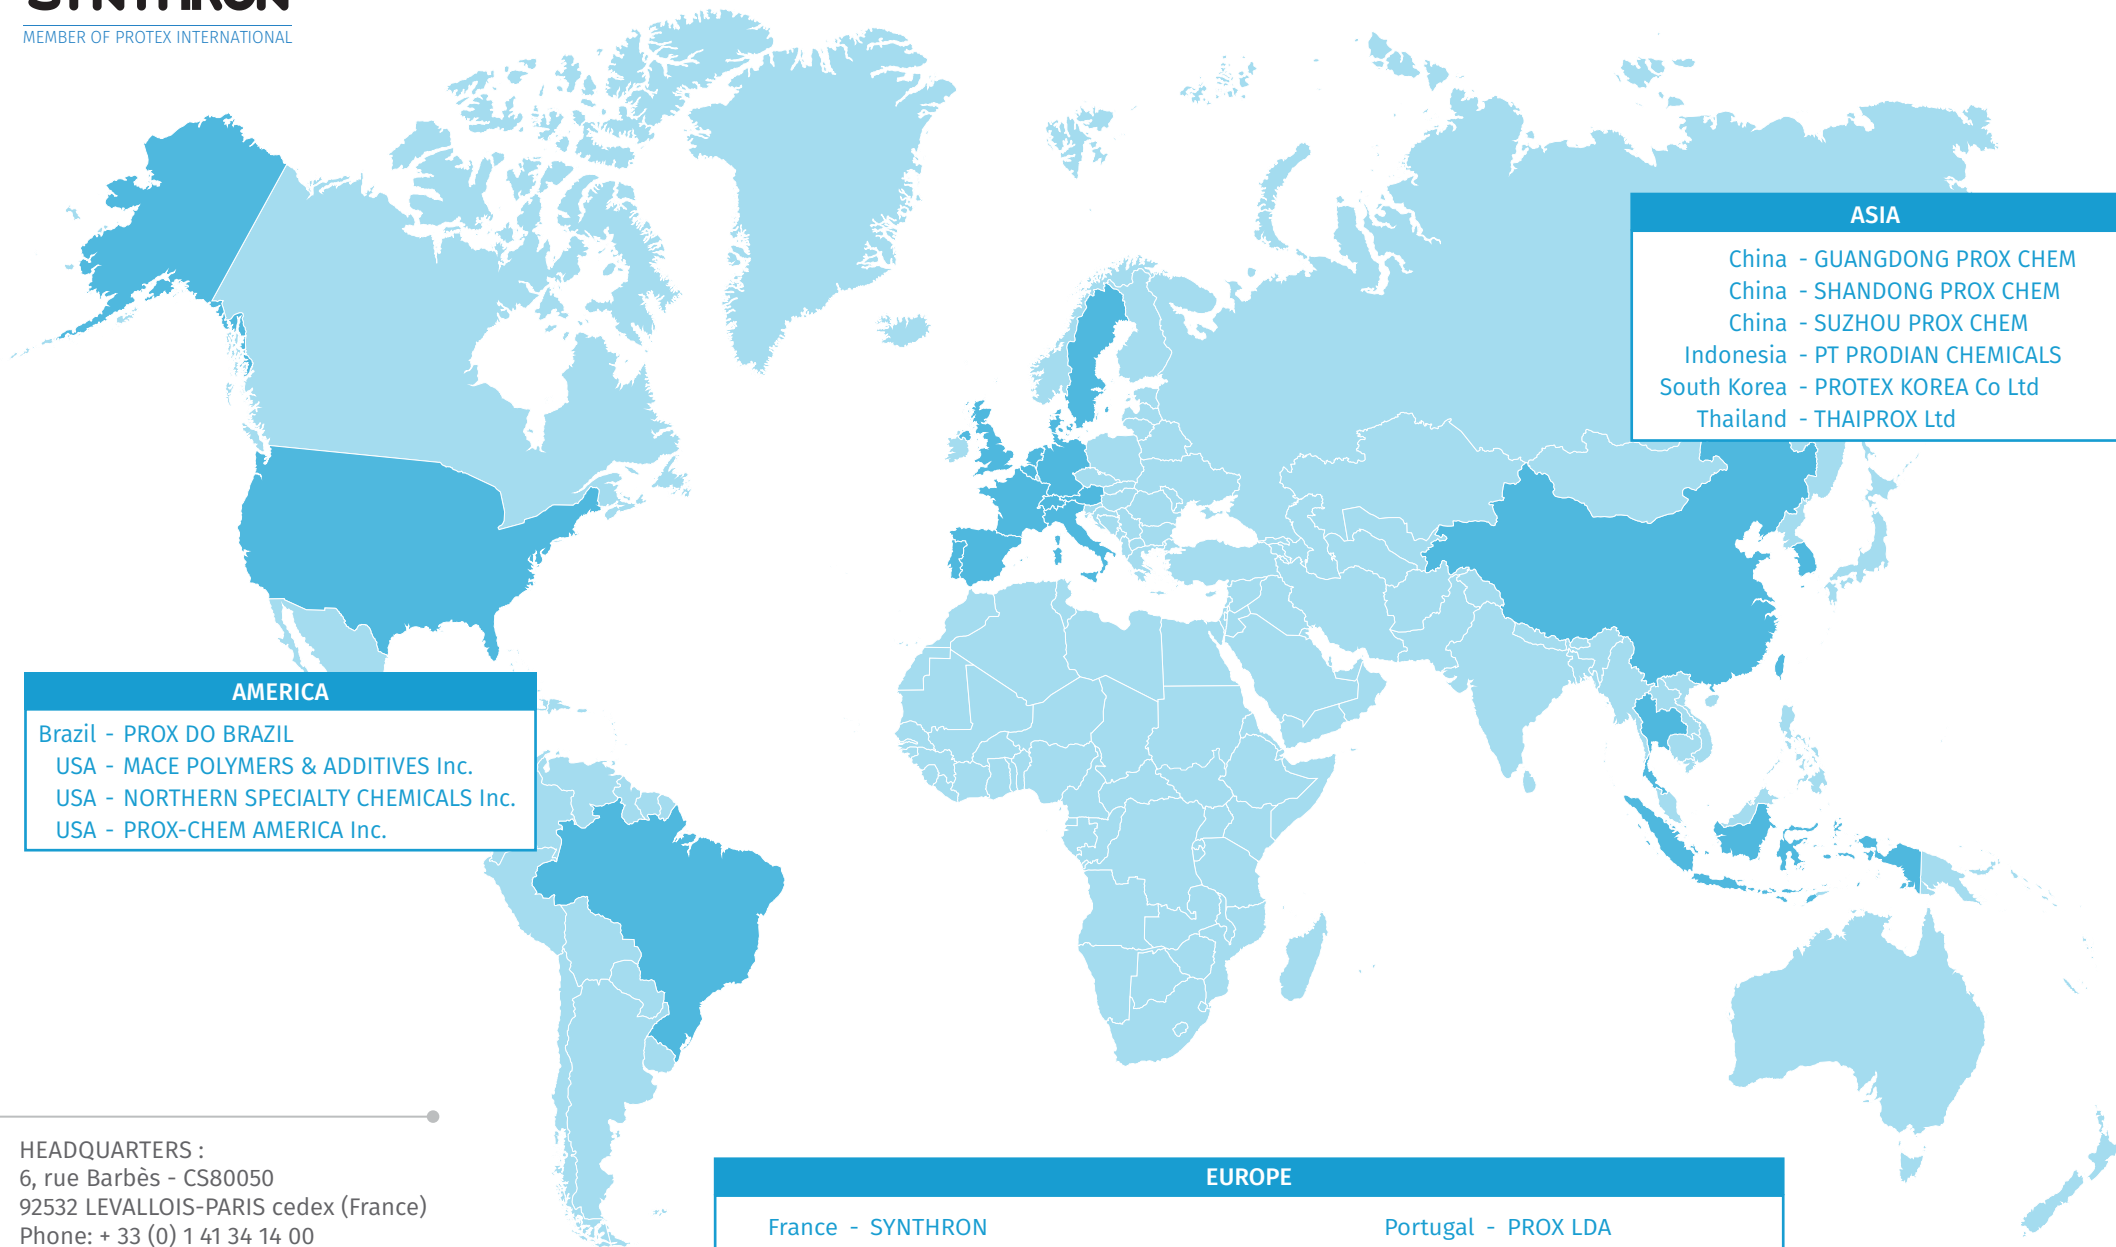 SYNTHRON
MEMBER OF PROTEX INTERNATIONAL
ASIA
China - GUANGDONG PROX CHEM
China - SHANDONG PROX CHEM
China - SUZHOU PROX CHEM
Indonesia - PT PRODIAN CHEMICALS
South Korea - PROTEX KOREA Co Ltd
Thailand - THAIPROX Ltd
AMERICA
Brazil - PROX DO BRAZIL
USA - MACE POLYMERS & ADDITIVES Inc.
USA - NORTHERN SPECIALTY CHEMICALS Inc.
USA - PROX-CHEM AMERICA Inc.
HEADQUARTERS :
6, rue Barbès - CS80050
92532 LEVALLOIS-PARIS cedex (France)
Phone: + 33 (0) 1 41 34 14 00
EUROPE
France - SYNTHRON
Portugal - PROX LDA